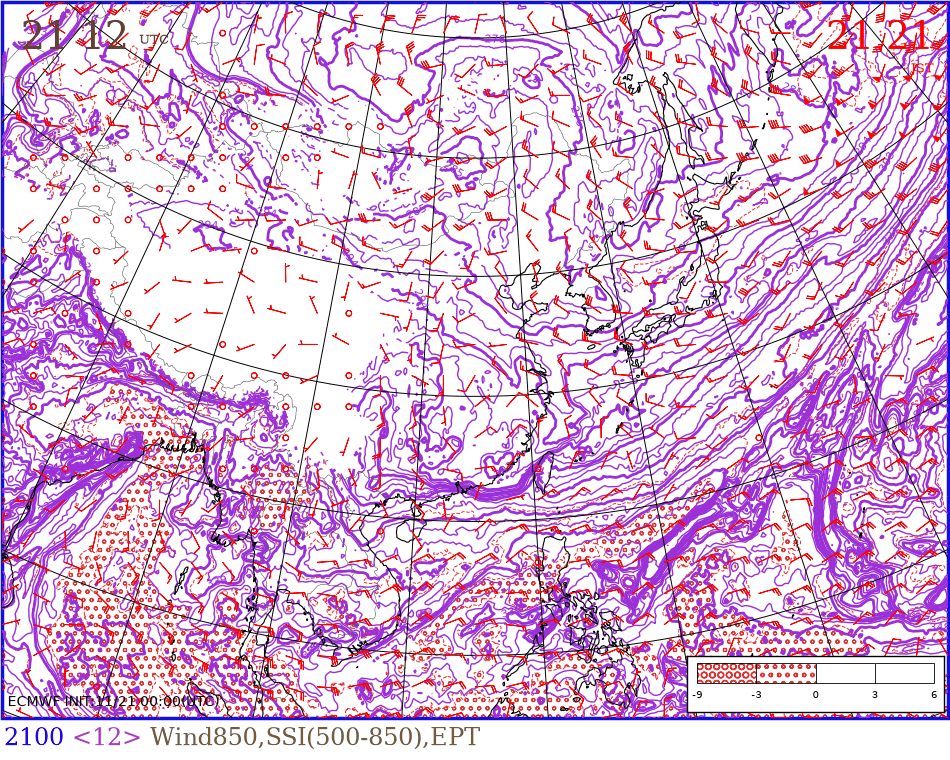 21 12 UTC
21 21
JST
ECMWF INIT:11/21 00:00(UTC)
-9 -3 0 3 6
2100 <12> Wind850,SSI(500-850),EPT